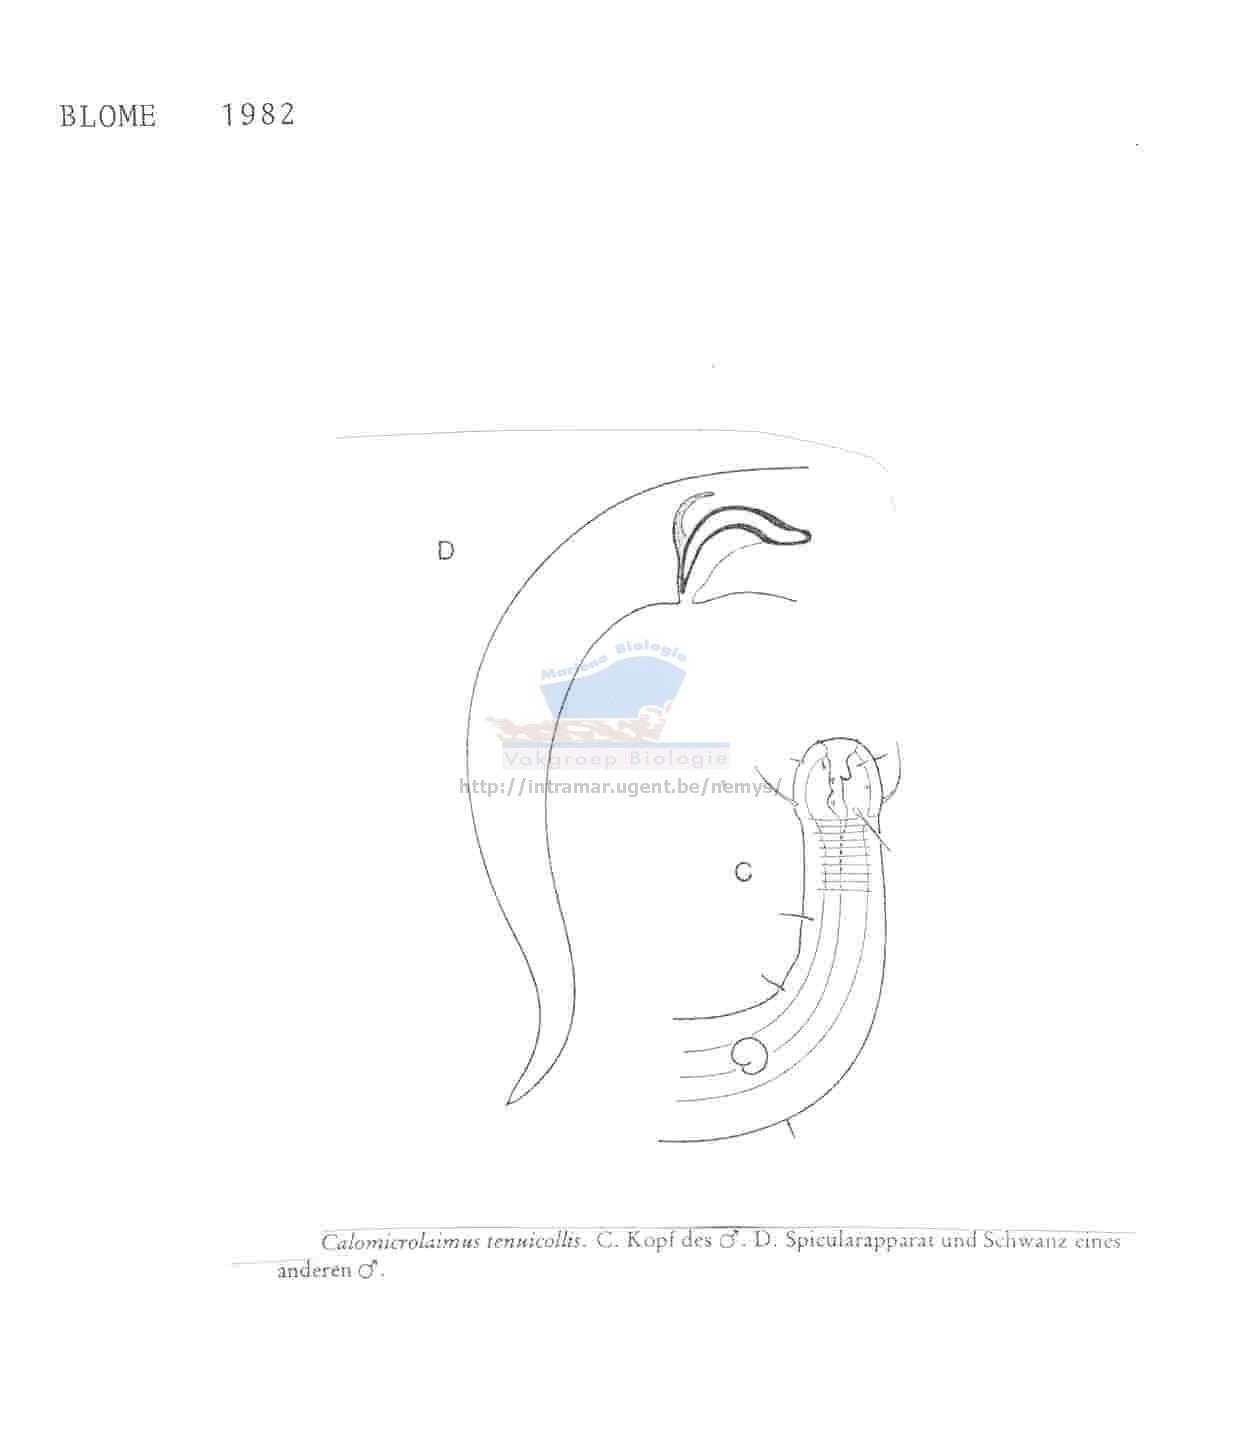 BLOME 1982
D
Mariene Biologie
Vakgroep Biologie
http://intramar.ugent.be/nemys/
C
Calomicrolaimus tenuicollis. C. Kopf des ♂. D. Spicularapparat und Schwanz eines
anderen ♂.